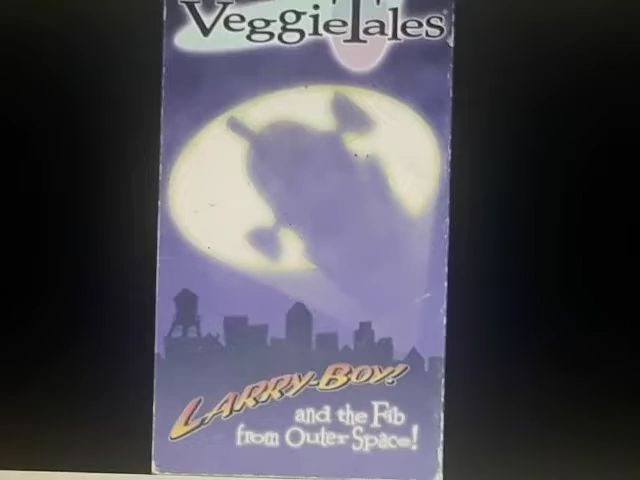 VeggieTales
LARRY-BOY!
and the Fib
from Outer Space!